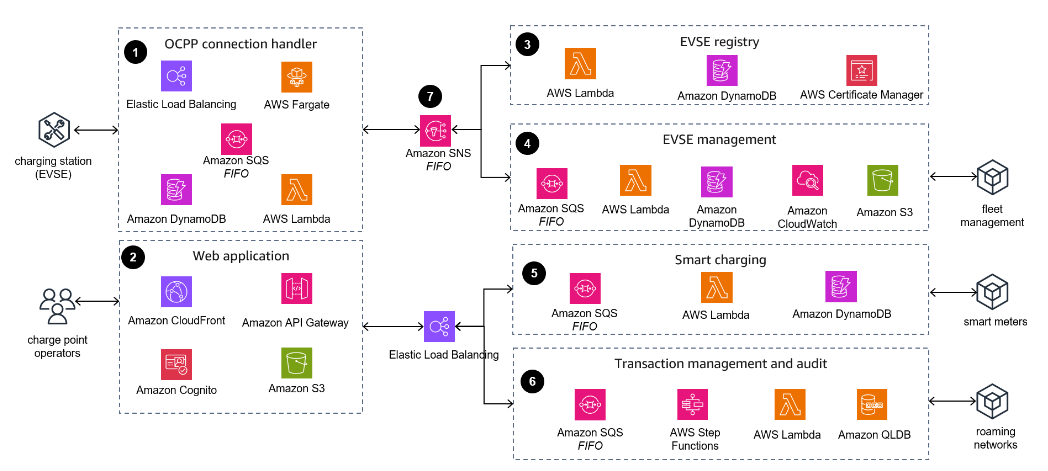 1
OCPP connection handler
Elastic Load Balancing
AWS Fargate
Amazon SQS
FIFO
Amazon DynamoDB
AWS Lambda
charging station
(EVSE)
2
Web application
Amazon CloudFront
Amazon API Gateway
Amazon Cognito
Amazon S3
charge point
operators
7
Amazon SNS
FIFO
Elastic Load Balancing
3
EVSE registry
AWS Lambda
Amazon DynamoDB
AWS Certificate Manager
4
EVSE management
Amazon SQS
FIFO
AWS Lambda
Amazon
DynamoDB
Amazon
CloudWatch
Amazon S3
fleet
management
5
Smart charging
Amazon SQS
FIFO
AWS Lambda
Amazon DynamoDB
smart meters
6
Transaction management and audit
Amazon SQS
FIFO
AWS Step
Functions
AWS Lambda
Amazon QLDB
roaming
networks